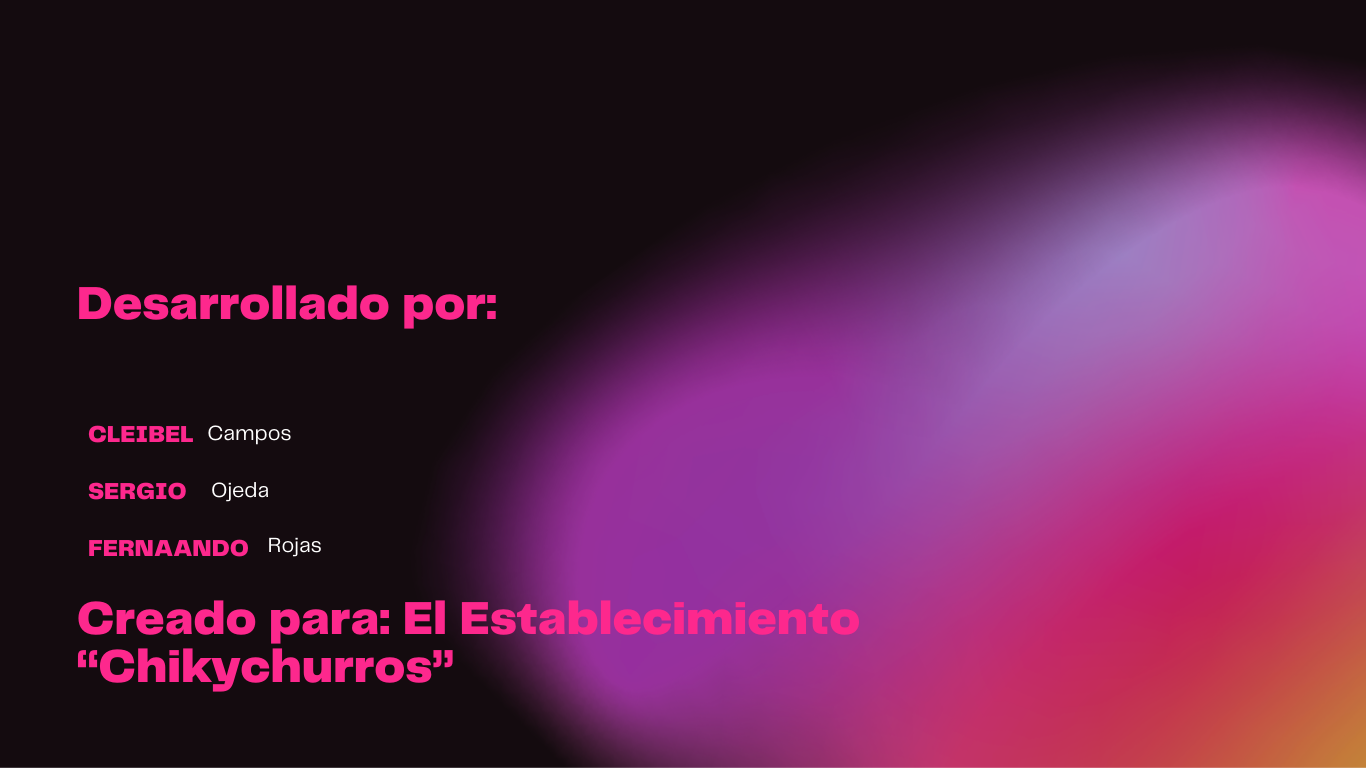 Desarrollado por:
CLEIBEL Campos
SERGIO Ojeda
FERNAANDO Rojas
Creado para: El Establecimiento
“Chikychurros”